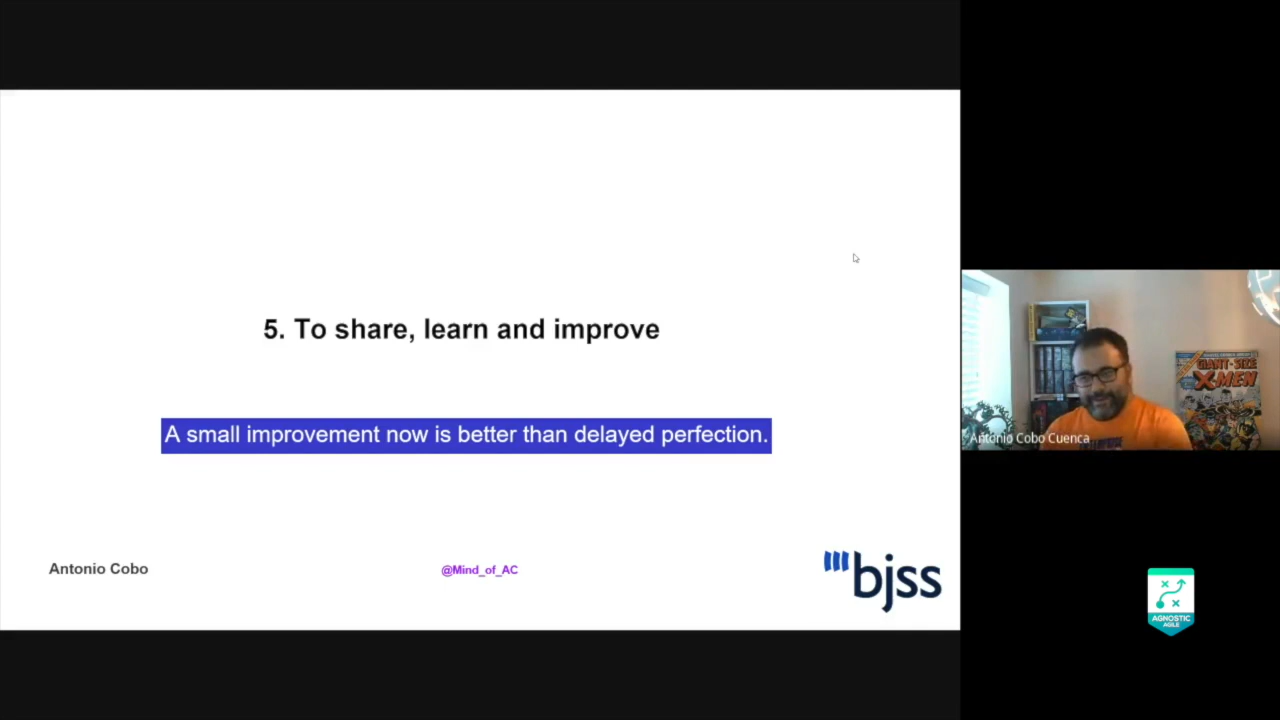 5. To share, learn and improve
A small improvement now is better than delayed perfection.
Antonio Cobo
@Mind_of_AC
bjss
GIANT-SIZE
X-MEN
Antonio Cobo Cuenca
AGNOSTIC
AGILE